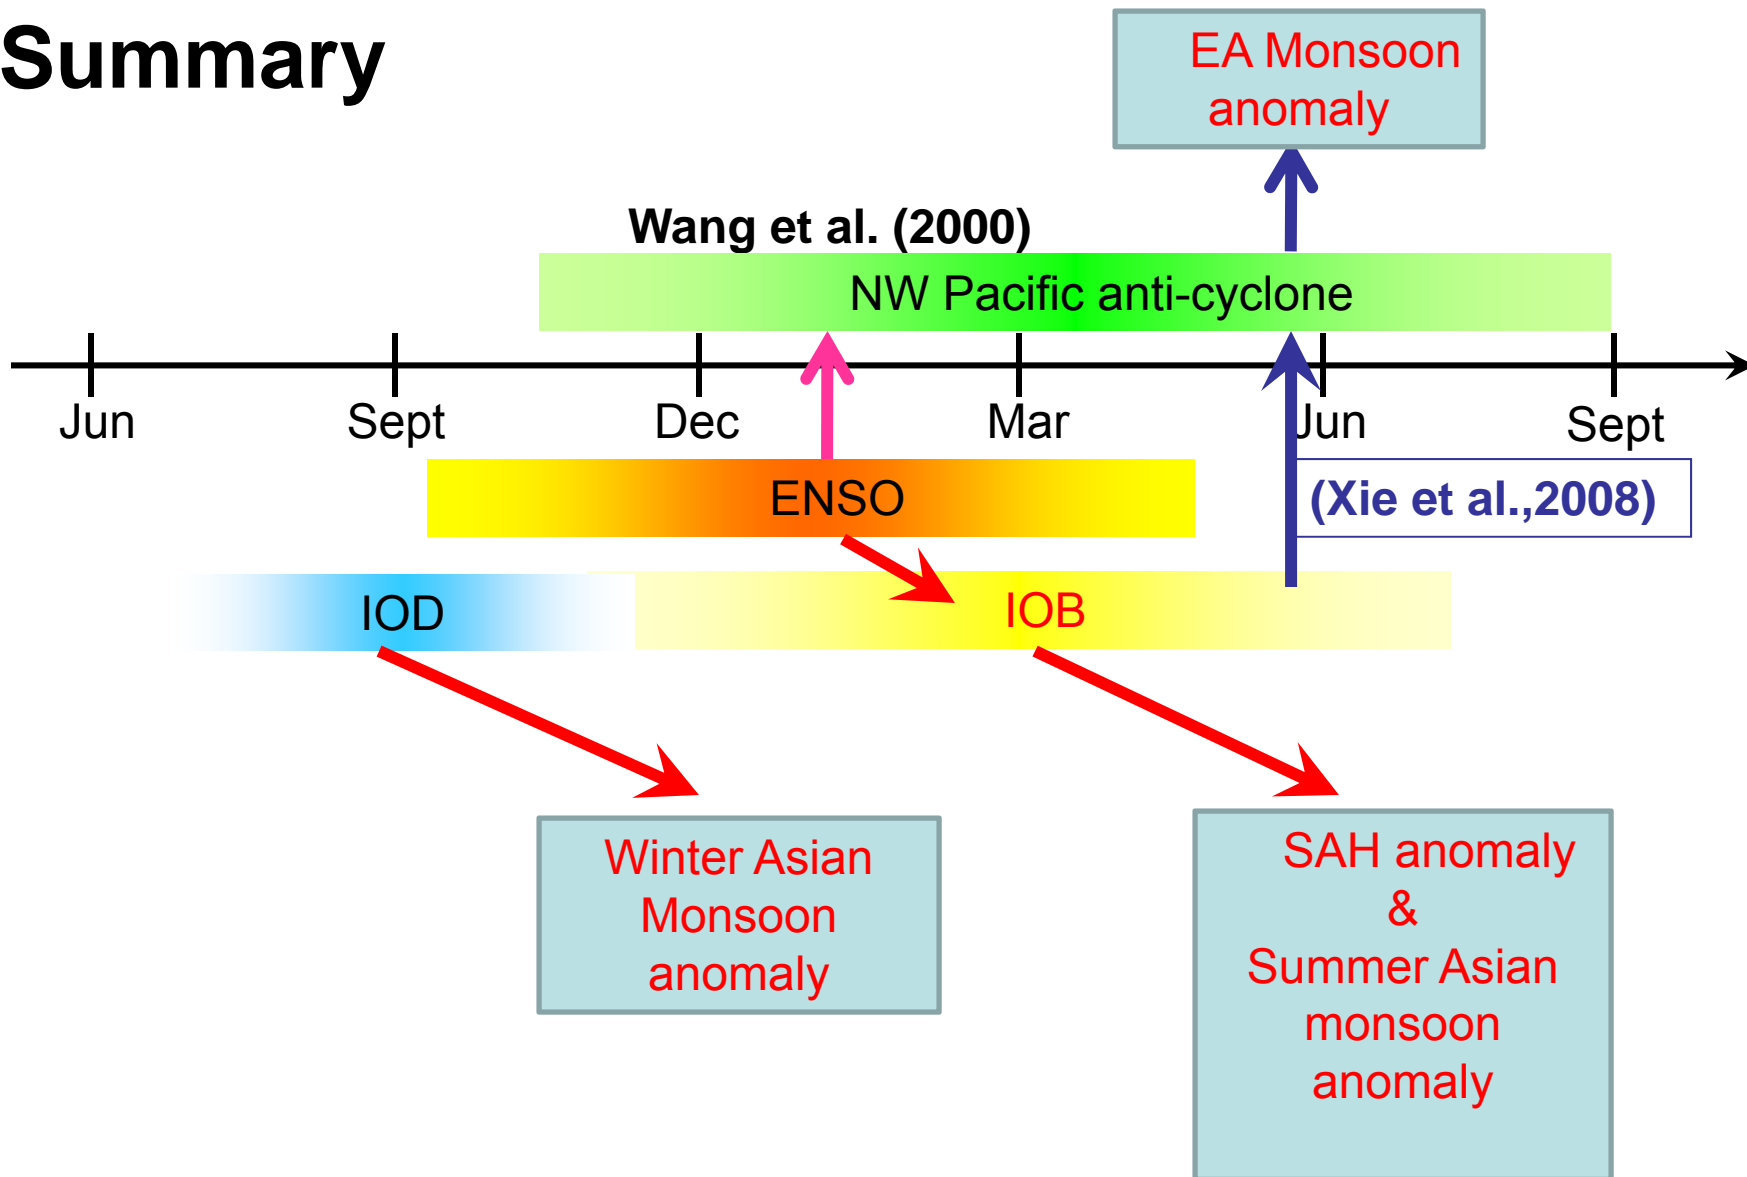 Summary
EA Monsoon
anomaly
Wang et al. (2000)
NW Pacific anti-cyclone
Jun
Sept
Dec
Mar
Jun
Sept
ENSO
(Xie et al.,2008)
IOD
IOB
Winter Asian
Monsoon
anomaly
SAH anomaly
&
Summer Asian
monsoon
anomaly